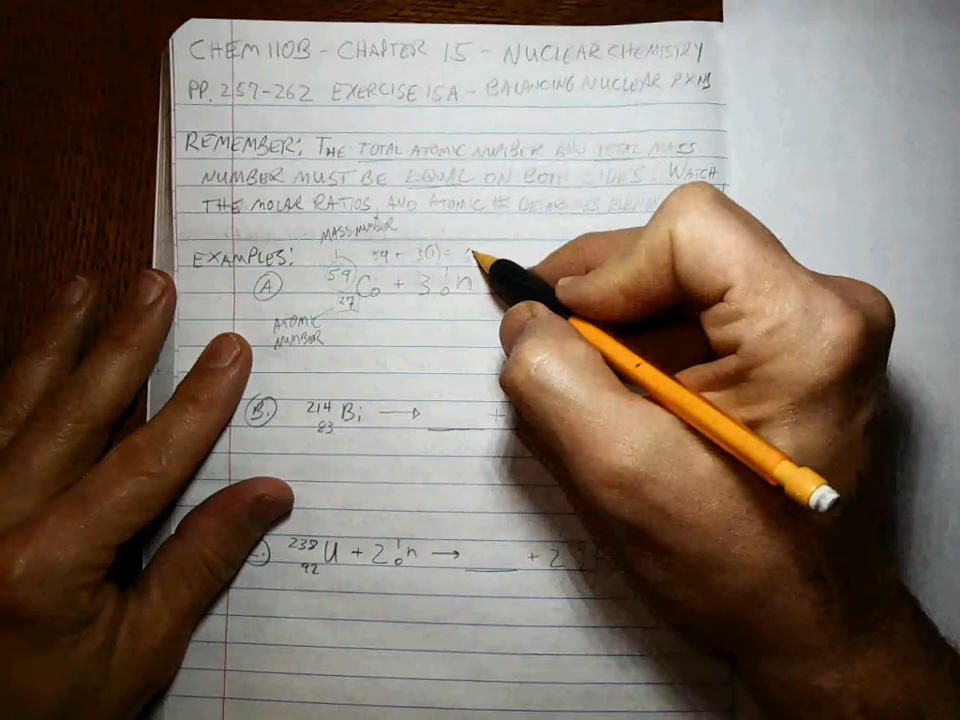 CHEM 110B - CHAPTER 15 - NUCLEAR CHEMISTRY
PP. 257-262 EXERCISE 15A - BALANCING NUCLEAR RXNS
REMEMBER: THE TOTAL ATOMIC NUMBER AND TOTAL MASS
NUMBER MUST BE EQUAL ON BOTH SIDES! WATCH
THE MOLAR RATIOS, AND ATOMIC #
MASS NUMBER
EXAMPLES: 59 + 3(1) =
A 59 27 Co + 3 1 0 n
ATOMIC
NUMBER
B. 214 83 Bi → ___ +
238 92 U + 2 1 0 n → ___ + 2